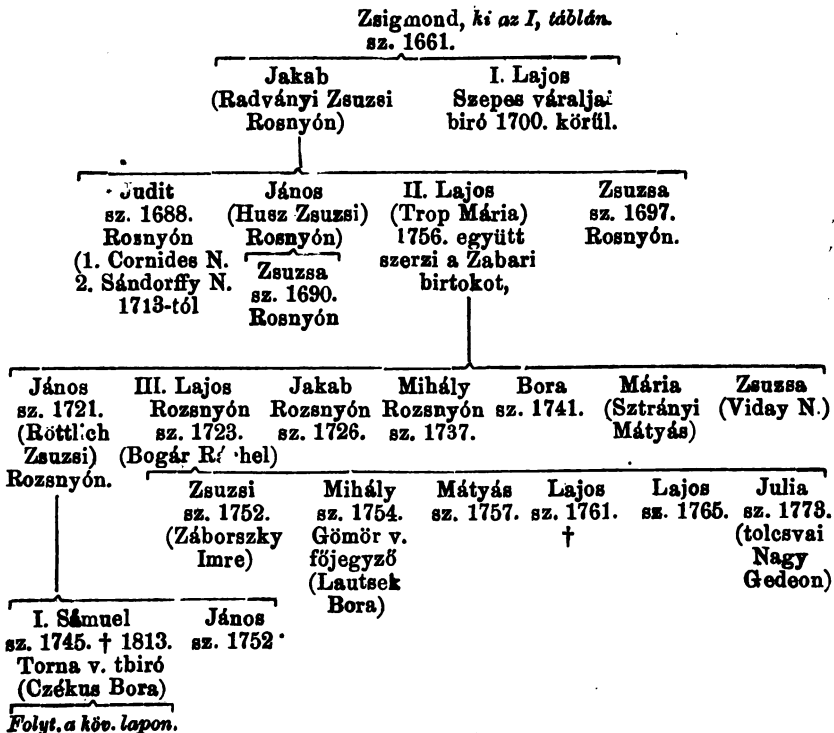 Zsigmond, ki az I, táblán.
sz. 1661.
Jakab
(Radványi Zsuzsi
Rosnyón)
I. Lajos
Szepes váraljai
biró 1700. körűl.
Judit
sz. 1688.
Rosnyón
(1. Cornides N.
2. Sándorffy N.
1713-tól
János
(Husz Zsuzsi)
Rosnyón)
Zsuzsa
sz. 1690.
Rosnyón
II. Lajos
(Trop Mária)
1756. együtt
szerzi a Zabari
birtokot,
Zsuzsa
sz. 1697.
Rosnyón.
János
sz. 1721.
(Röttlich
Zsuzsi)
Rozsnyón.
III. Lajos
Rozsnyón
sz. 1723.
(Bogár
Jakab
Rozsnyón
sz. 1726.
Mihály
Rozsnyón
sz. 1737.
Bora
sz. 1741.
Mária
(Sztrányi
Mátyás)
Zsuzsa
(Viday N.)
Zsuzsi
sz. 1752.
(Záborszky
Imre)
Mihály
sz. 1754.
Gömör v.
főjegyző
(Lautsek
Bora)
Mátyás
sz. 1757.
Lajos
sz. 1761.
†
Lajos
sz. 1765.
Julia
sz. 1773.
(tolcsvai
Nagy
Gedeon)
I. Sámuel
sz. 1745. † 1813.
Torna v. tbiró
(Czékus Bora)
János
sz. 1752
Folyt. a köv. lapon.